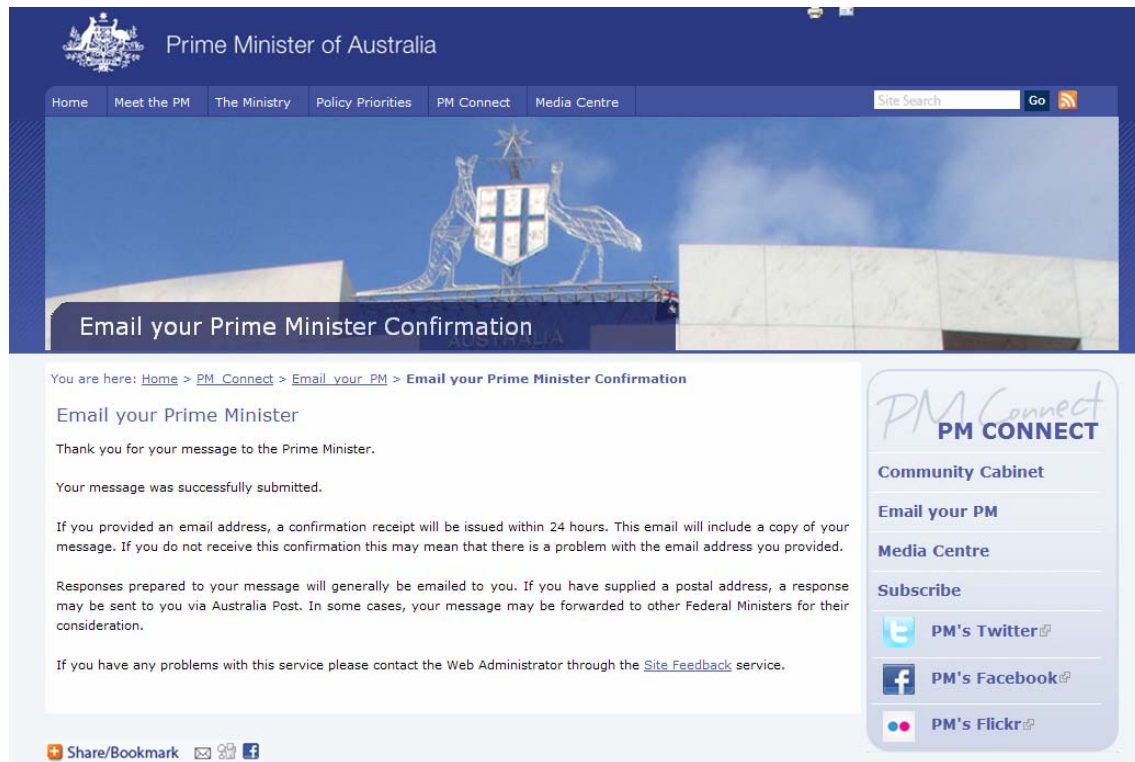 Prime Minister of Australia
Home Meet the PM The Ministry Policy Priorities PM Connect Media Centre
Site Search Go
AUSTRALIA
Email your Prime Minister Confirmation
You are here: Home > PM Connect > Email your PM > Email your Prime Minister Confirmation
Email your Prime Minister
Thank you for your message to the Prime Minister.
Your message was successfully submitted.
If you provided an email address, a confirmation receipt will be issued within 24 hours. This email will include a copy of your
message. If you do not receive this confirmation this may mean that there is a problem with the email address you provided.
Responses prepared to your message will generally be emailed to you. If you have supplied a postal address, a response
may be sent to you via Australia Post. In some cases, your message may be forwarded to other Federal Ministers for their
consideration.
If you have any problems with this service please contact the Web Administrator through the Site Feedback service.
Share/Bookmark
PM Connect
PM CONNECT
Community Cabinet
Email your PM
Media Centre
Subscribe
PM's Twitter
PM's Facebook
PM's Flickr